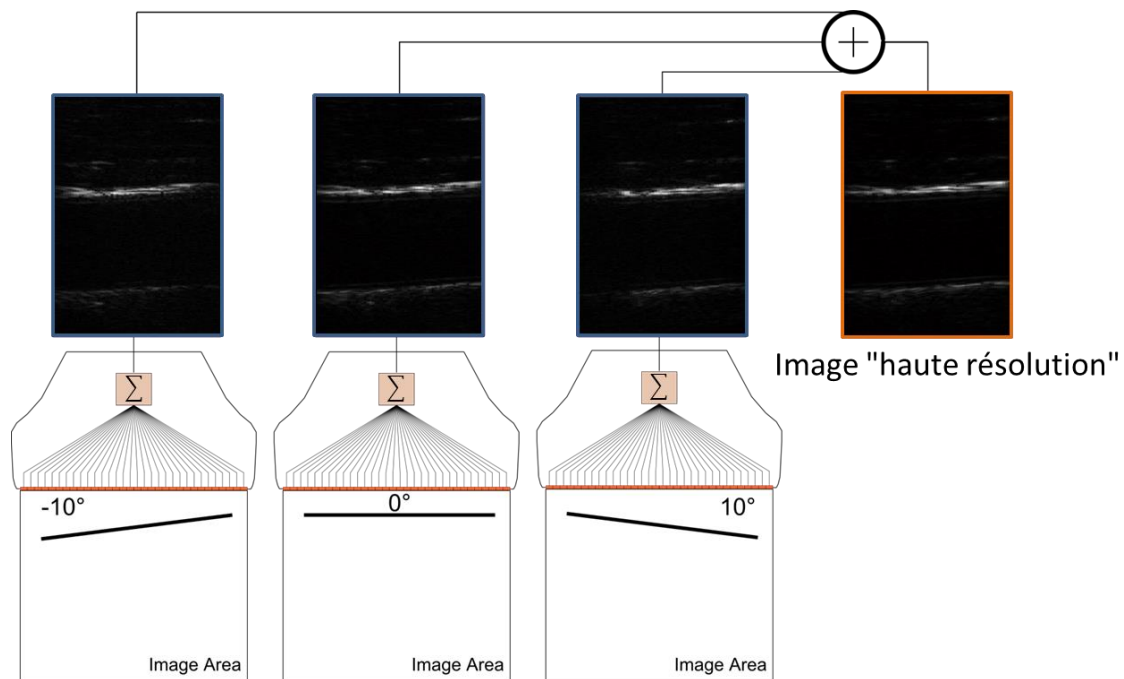 +
Image "haute résolution"
∑
∑
∑
-10°
0°
10°
Image Area
Image Area
Image Area